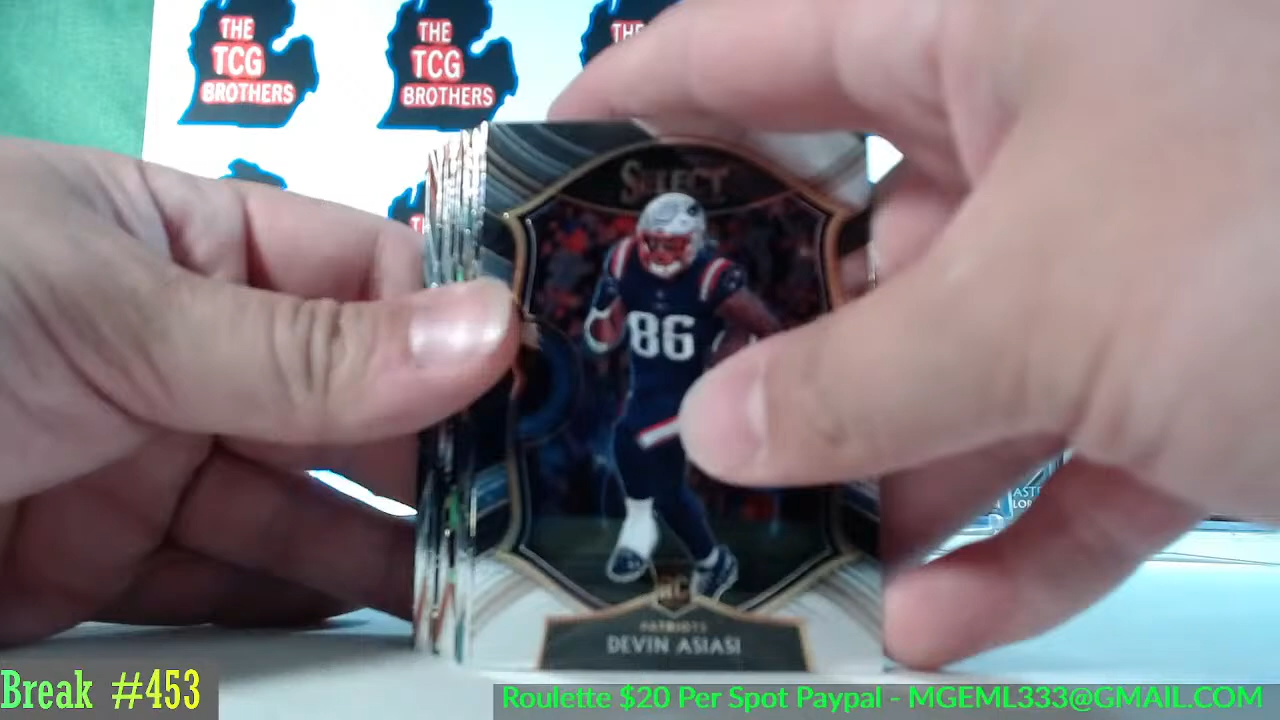 THE
TCG
BROTHERS
THE
TCG
BROTHERS
THE
SELECT
86
RC
PATRIOTS
DEVIN ASIASI
Break #453
Roulette $20 Per Spot Paypal - MGEML333@GMAIL.COM